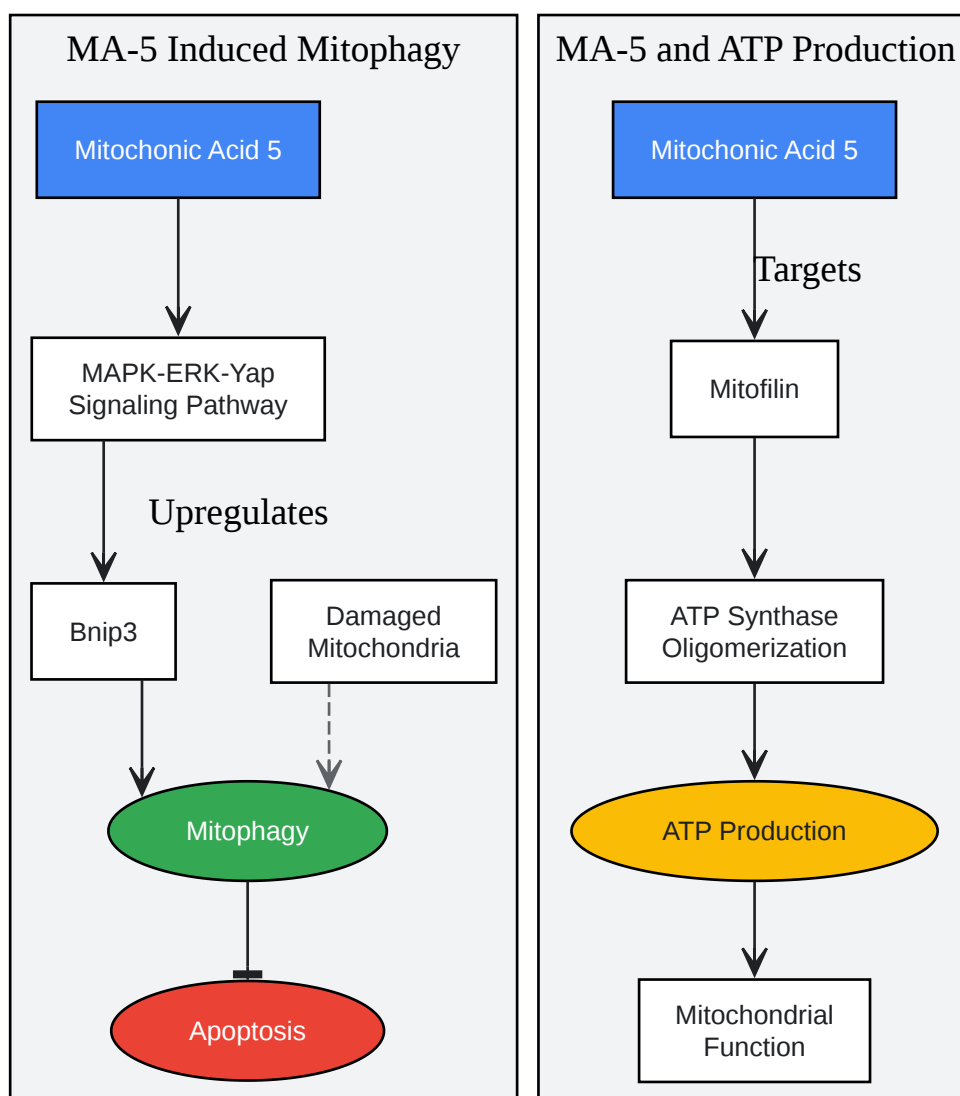 MA-5 Induced Mitophagy
Mitochonic Acid 5
MAPK-ERK-Yap
Signaling Pathway
Upregulates
Bnip3
Damaged
Mitochondria
Mitophagy
Apoptosis
MA-5 and ATP Production
Mitochonic Acid 5
Targets
Mitofilin
ATP Synthase
Oligomerization
ATP Production
Mitochondrial
Function